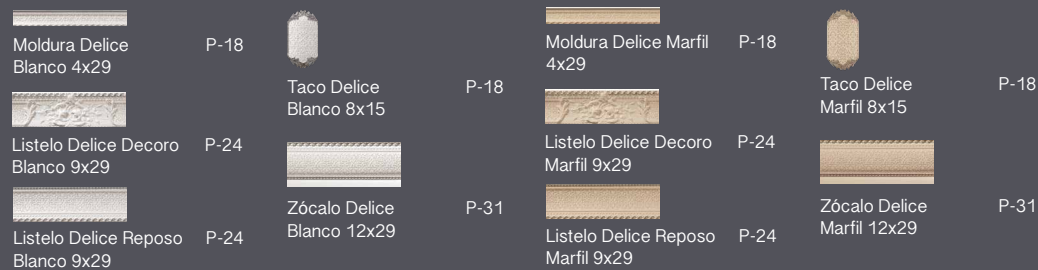 Moldura Delice P-18
Blanco 4x29
Listelo Delice Decoro P-24
Blanco 9x29
Listelo Delice Reposo P-24
Blanco 9x29
Taco Delice P-18
Blanco 8x15
Zócalo Delice P-31
Blanco 12x29
Moldura Delice Marfil P-18
4x29
Listelo Delice Decoro P-24
Marfil 9x29
Listelo Delice Reposo P-24
Marfil 9x29
Taco Delice P-18
Marfil 8x15
Zócalo Delice P-31
Marfil 12x29